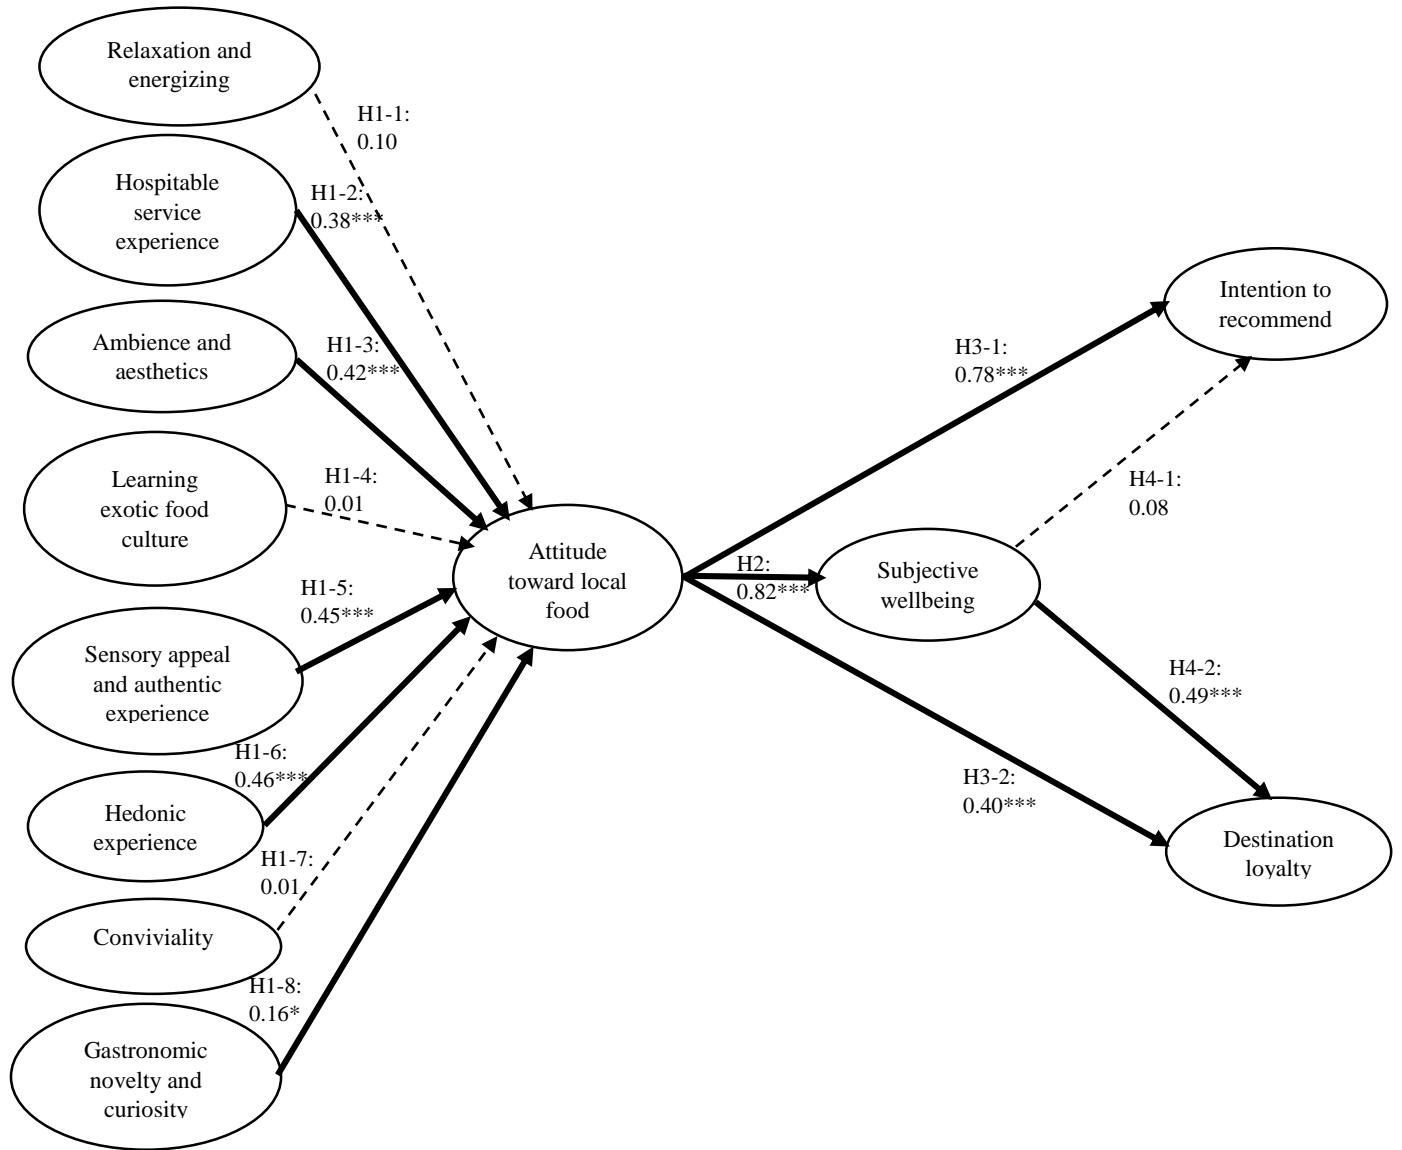 Relaxation and
energizing
H1-1:
0.10
Hospitable
service
experience
H1-2:
0.38***
Ambience and
aesthetics
H1-3:
0.42***
Learning
exotic food
culture
H1-4:
0.01
Sensory appeal
and authentic
experience
H1-5:
0.45***
Hedonic
experience
H1-6:
0.46***
Conviviality
H1-7:
0.01
Gastronomic
novelty and
curiosity
H1-8:
0.16*
Attitude
toward local
food
H2:
0.82***
Subjective
wellbeing
H3-1:
0.78***
Intention to
recommend
H4-1:
0.08
H4-2:
0.49***
H3-2:
0.40***
Destination
loyalty